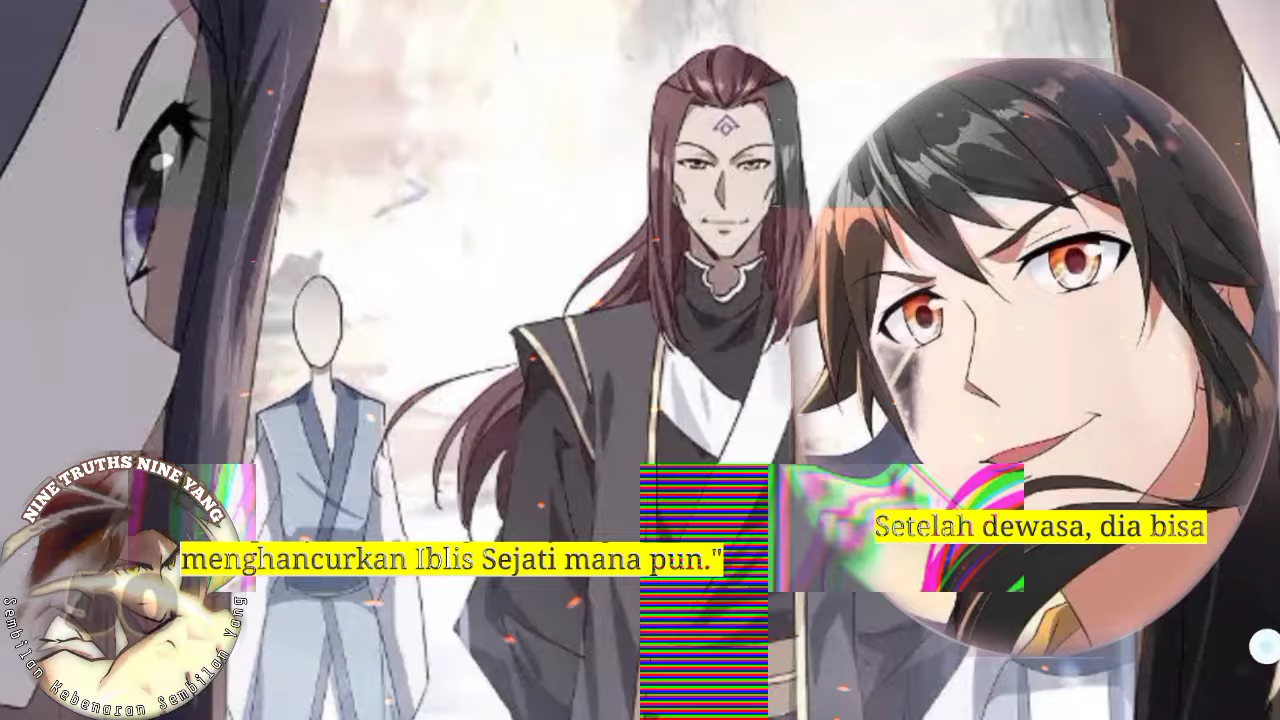 Setelah dewasa, dia bisa
menghancurkan Iblis Sejati mana pun."
NINE TRUTHS NINE YANG
Sembilan Kebenaran Sembilan Yang